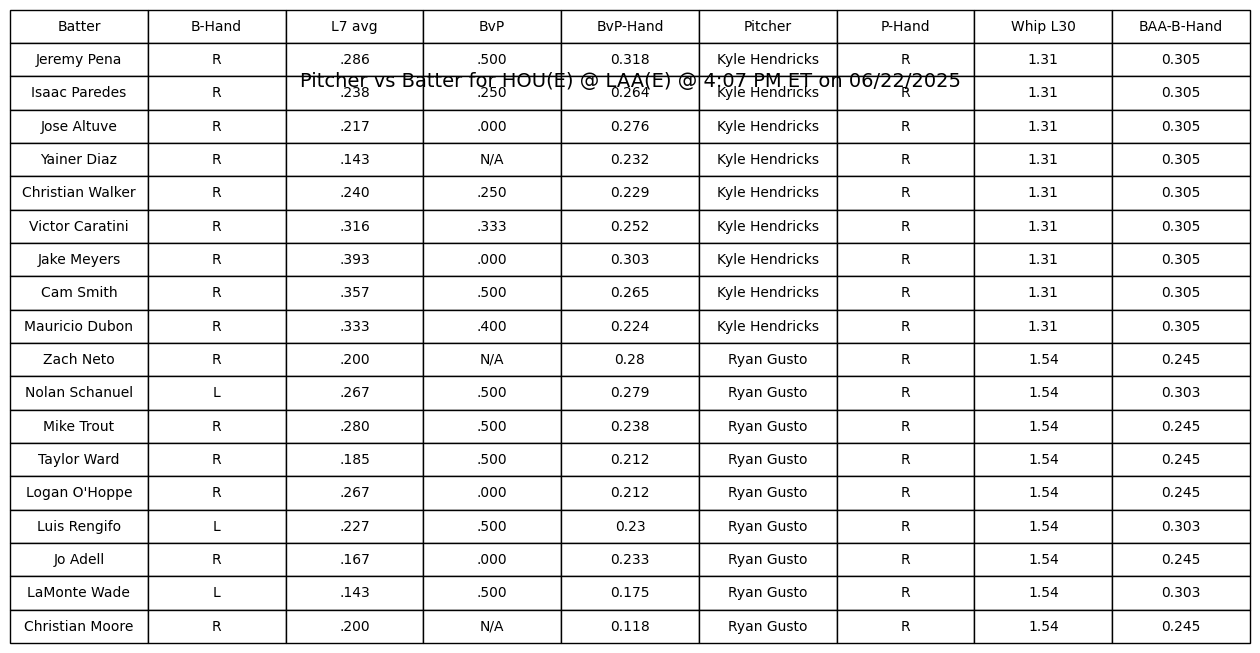 Batter B-Hand L7 avg BvP BvP-Hand Pitcher P-Hand Whip L30 BAA-B-Hand
Jeremy Pena R .286 .500 0.318 Kyle Hendricks R 1.31 0.305
Pitcher vs Batter for HOU(E) @ LAA(E) @ 4:07 PM ET on 06/22/2025
Isaac Paredes R .238 .250 0.264 Kyle Hendricks R 1.31 0.305
Jose Altuve R .217 .000 0.276 Kyle Hendricks R 1.31 0.305
Yainer Diaz R .143 N/A 0.232 Kyle Hendricks R 1.31 0.305
Christian Walker R .240 .250 0.229 Kyle Hendricks R 1.31 0.305
Victor Caratini R .316 .333 0.252 Kyle Hendricks R 1.31 0.305
Jake Meyers R .393 .000 0.303 Kyle Hendricks R 1.31 0.305
Cam Smith R .357 .500 0.265 Kyle Hendricks R 1.31 0.305
Mauricio Dubon R .333 .400 0.224 Kyle Hendricks R 1.31 0.305
Zach Neto R .200 N/A 0.28 Ryan Gusto R 1.54 0.245
Nolan Schanuel L .267 .500 0.279 Ryan Gusto R 1.54 0.303
Mike Trout R .280 .500 0.238 Ryan Gusto R 1.54 0.245
Taylor Ward R .185 .500 0.212 Ryan Gusto R 1.54 0.245
Logan O'Hoppe R .267 .000 0.212 Ryan Gusto R 1.54 0.245
Luis Rengifo L .227 .500 0.23 Ryan Gusto R 1.54 0.303
Jo Adell R .167 .000 0.233 Ryan Gusto R 1.54 0.245
LaMonte Wade L .143 .500 0.175 Ryan Gusto R 1.54 0.303
Christian Moore R .200 N/A 0.118 Ryan Gusto R 1.54 0.245